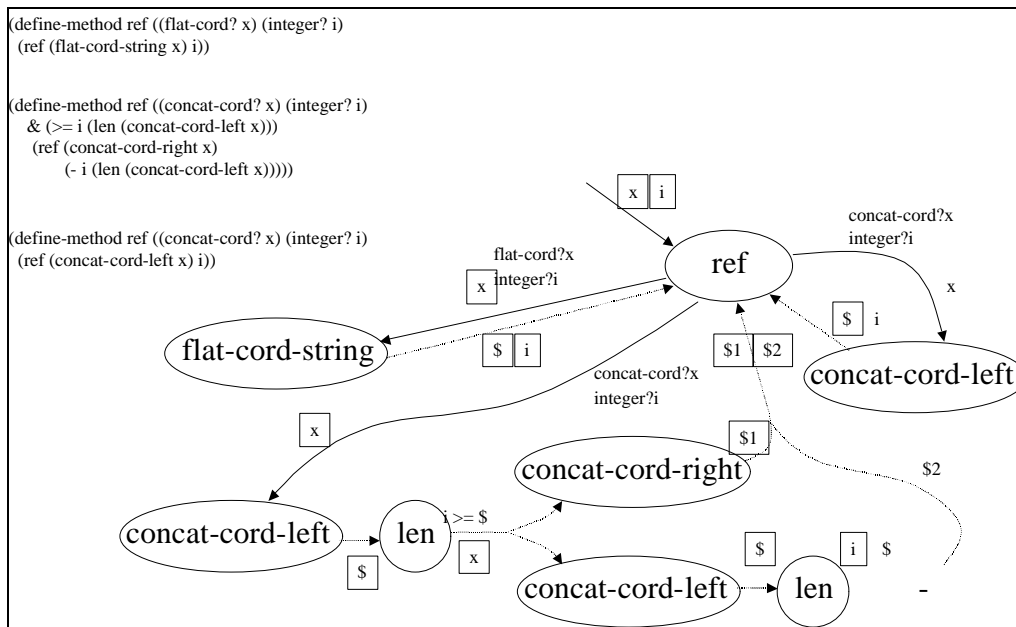 (define-method ref ((flat-cord? x) (integer? i)
(ref (flat-cord-string x) i))
(define-method ref ((concat-cord? x) (integer? i)
& (>= i (len (concat-cord-left x)))
(ref (concat-cord-right x)
(- i (len (concat-cord-left x)))))
(define-method ref ((concat-cord? x) (integer? i)
(ref (concat-cord-left x) i))
x i
concat-cord?x
integer?i
flat-cord?x
integer?i
ref
x
x
$ i
flat-cord-string
$ i
$1 $2
concat-cord-left
concat-cord?x
integer?i
x
$1
concat-cord-right
$2
concat-cord-left
len
i >= $
$
x
concat-cord-left
$
len
i $
-